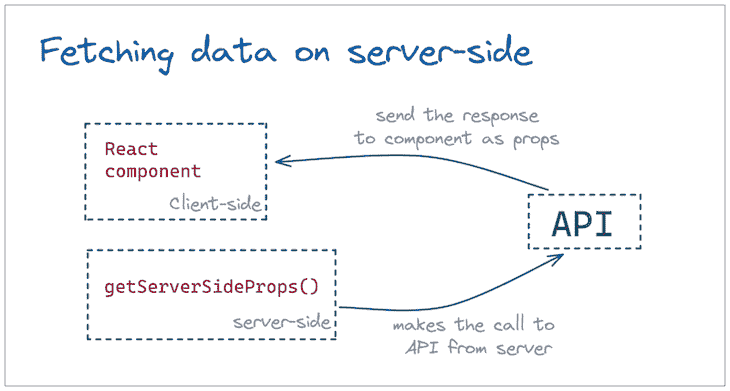 Fetching data on server-side
send the response
to component as props
React
component
Client-side
API
getServerSideProps()
server-side
makes the call to
API from server